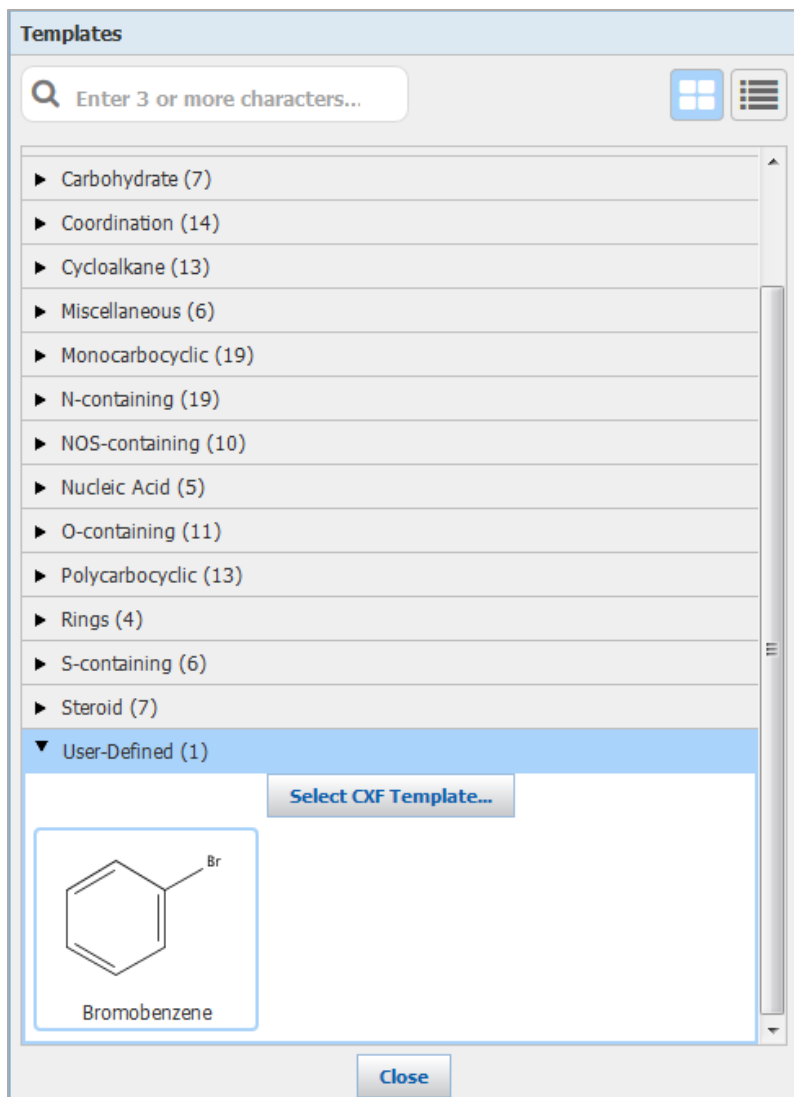 Templates
Enter 3 or more characters...
Carbohydrate (7)
Coordination (14)
Cycloalkane (13)
Miscellaneous (6)
Monocarbocyclic (19)
N-containing (19)
NOS-containing (10)
Nucleic Acid (5)
O-containing (11)
Polycarbocyclic (13)
Rings (4)
S-containing (6)
Steroid (7)
User-Defined (1)
Select CXF Template...
Br
Bromobenzene
Close